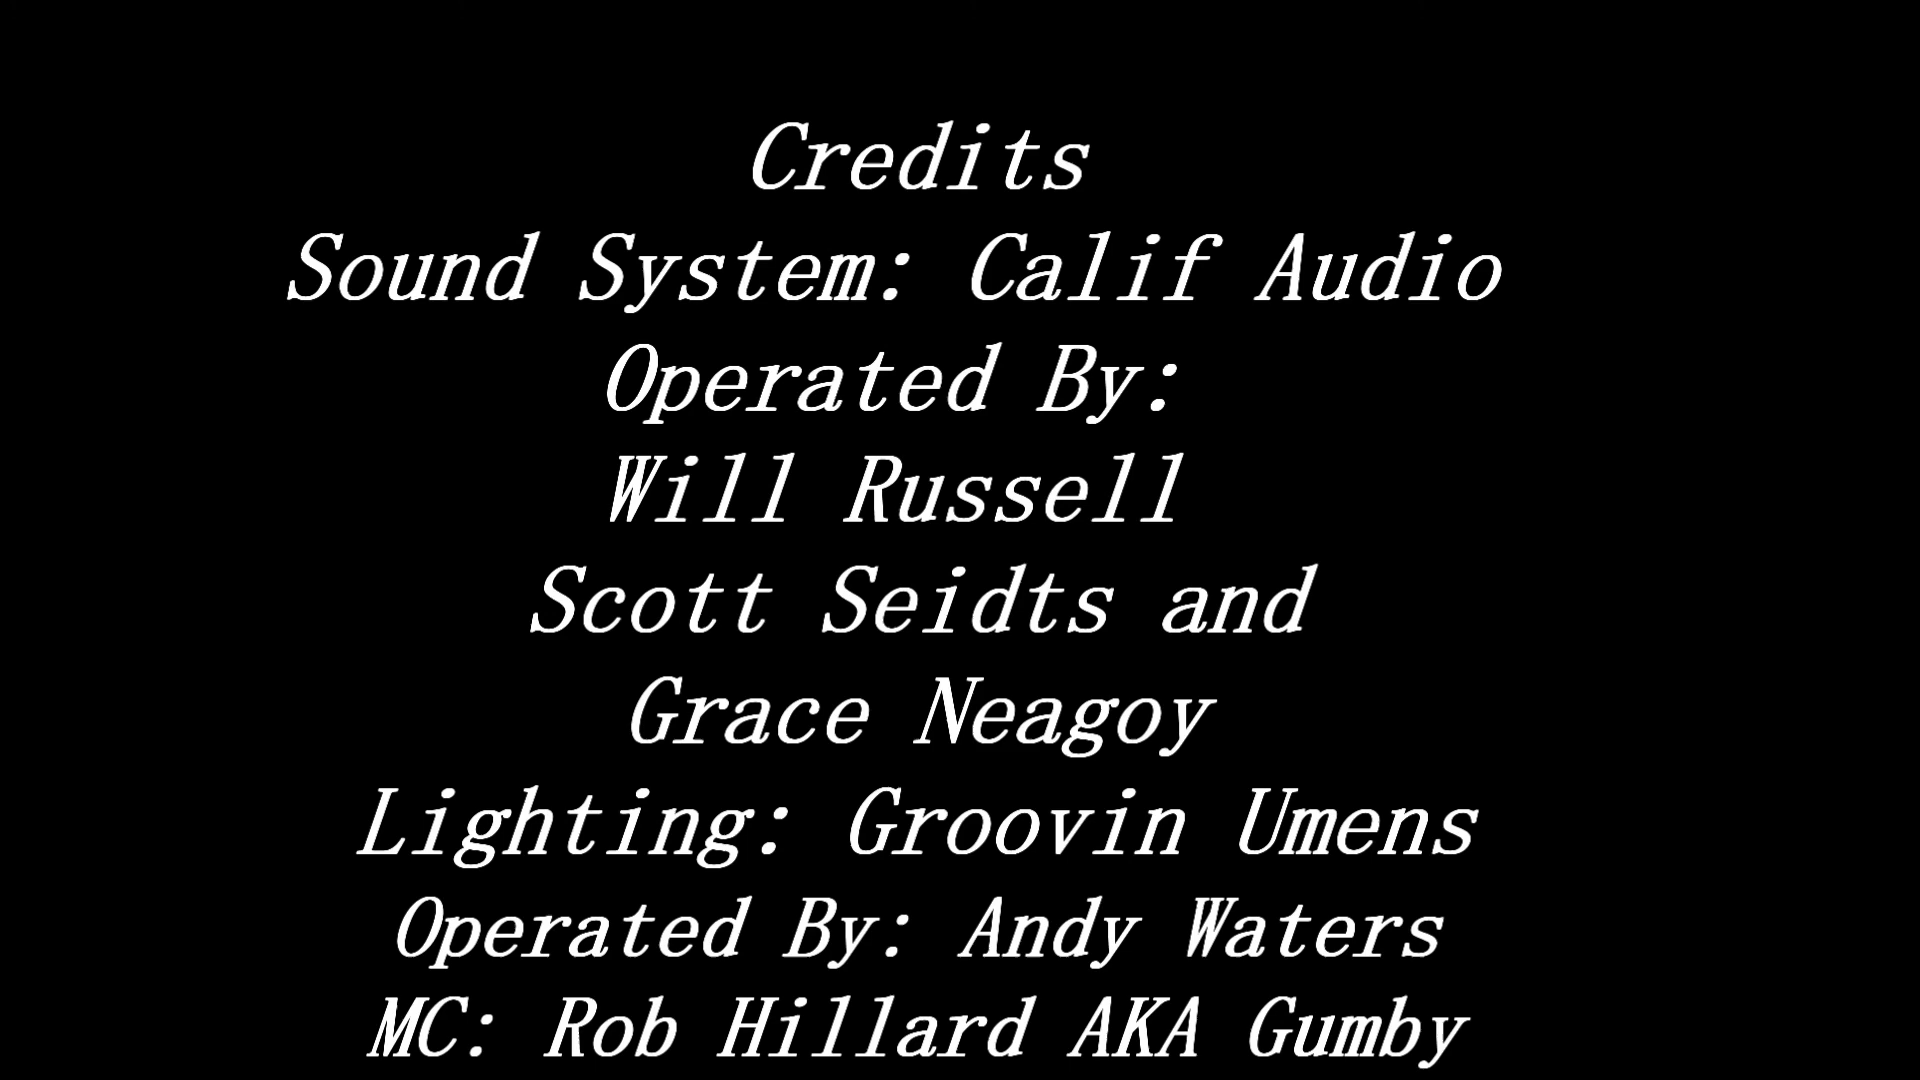 Credits
Sound System: Calif Audio
Operated By:
Will Russell
Scott Seidts and
Grace Neagoy
Lighting: Groovin Umens
Operated By: Andy Waters
MC: Rob Hillard AKA Gumby